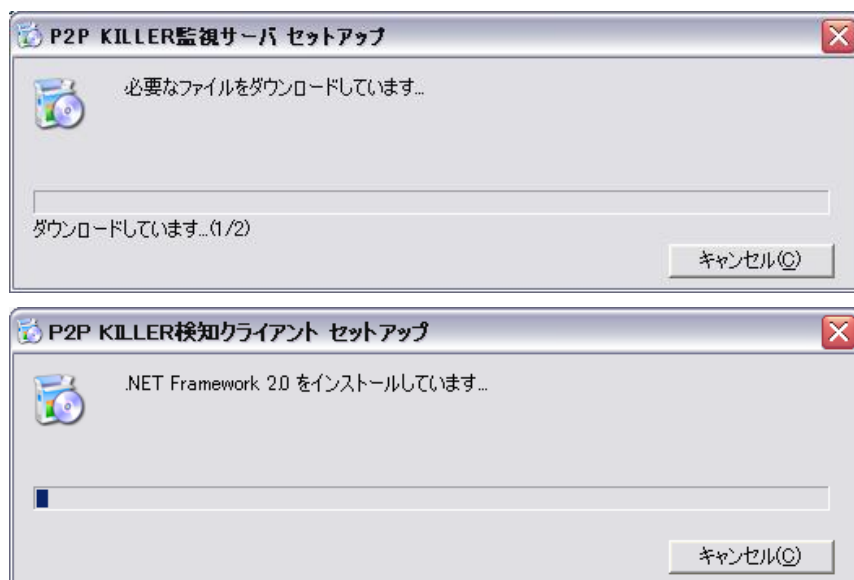 P2P KILLER監視サーバ セットアップ
必要なファイルをダウンロードしています...
ダウンロードしています...(1/2)
キャンセル(C)
P2P KILLER検知クライアント セットアップ
.NET Framework 2.0 をインストールしています...
キャンセル(C)